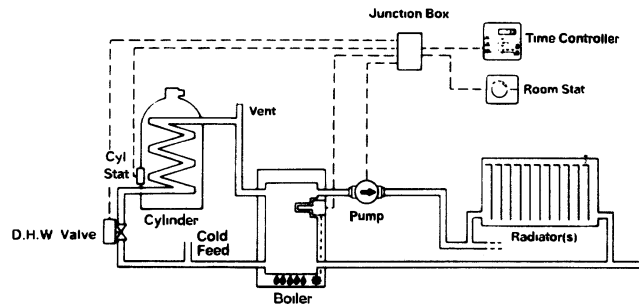 Junction Box
Time Controller
Room Stat
Vent
Cyl
Stat
Cylinder
Pump
Radiator(s)
D.H.W Valve
Cold
Feed
Boiler